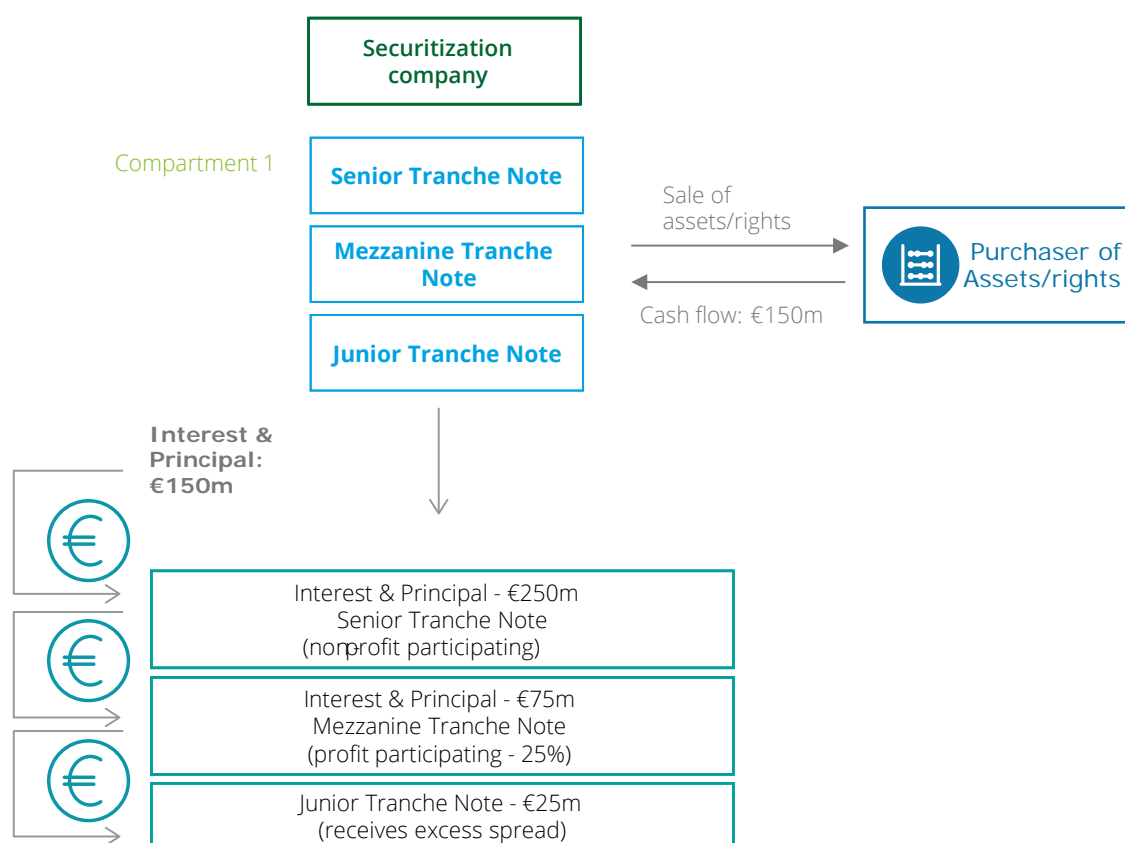 Securitization
company
Compartment 1
Senior Tranche Note
Sale of
assets/rights
Mezzanine Tranche
Note
Purchaser of
Assets/rights
Cash flow: €150m
Junior Tranche Note
Interest &
Principal:
€150m
Interest & Principal - €250m
Senior Tranche Note
(non-profit participating)
Interest & Principal - €75m
Mezzanine Tranche Note
(profit participating - 25%)
Junior Tranche Note - €25m
(receives excess spread)